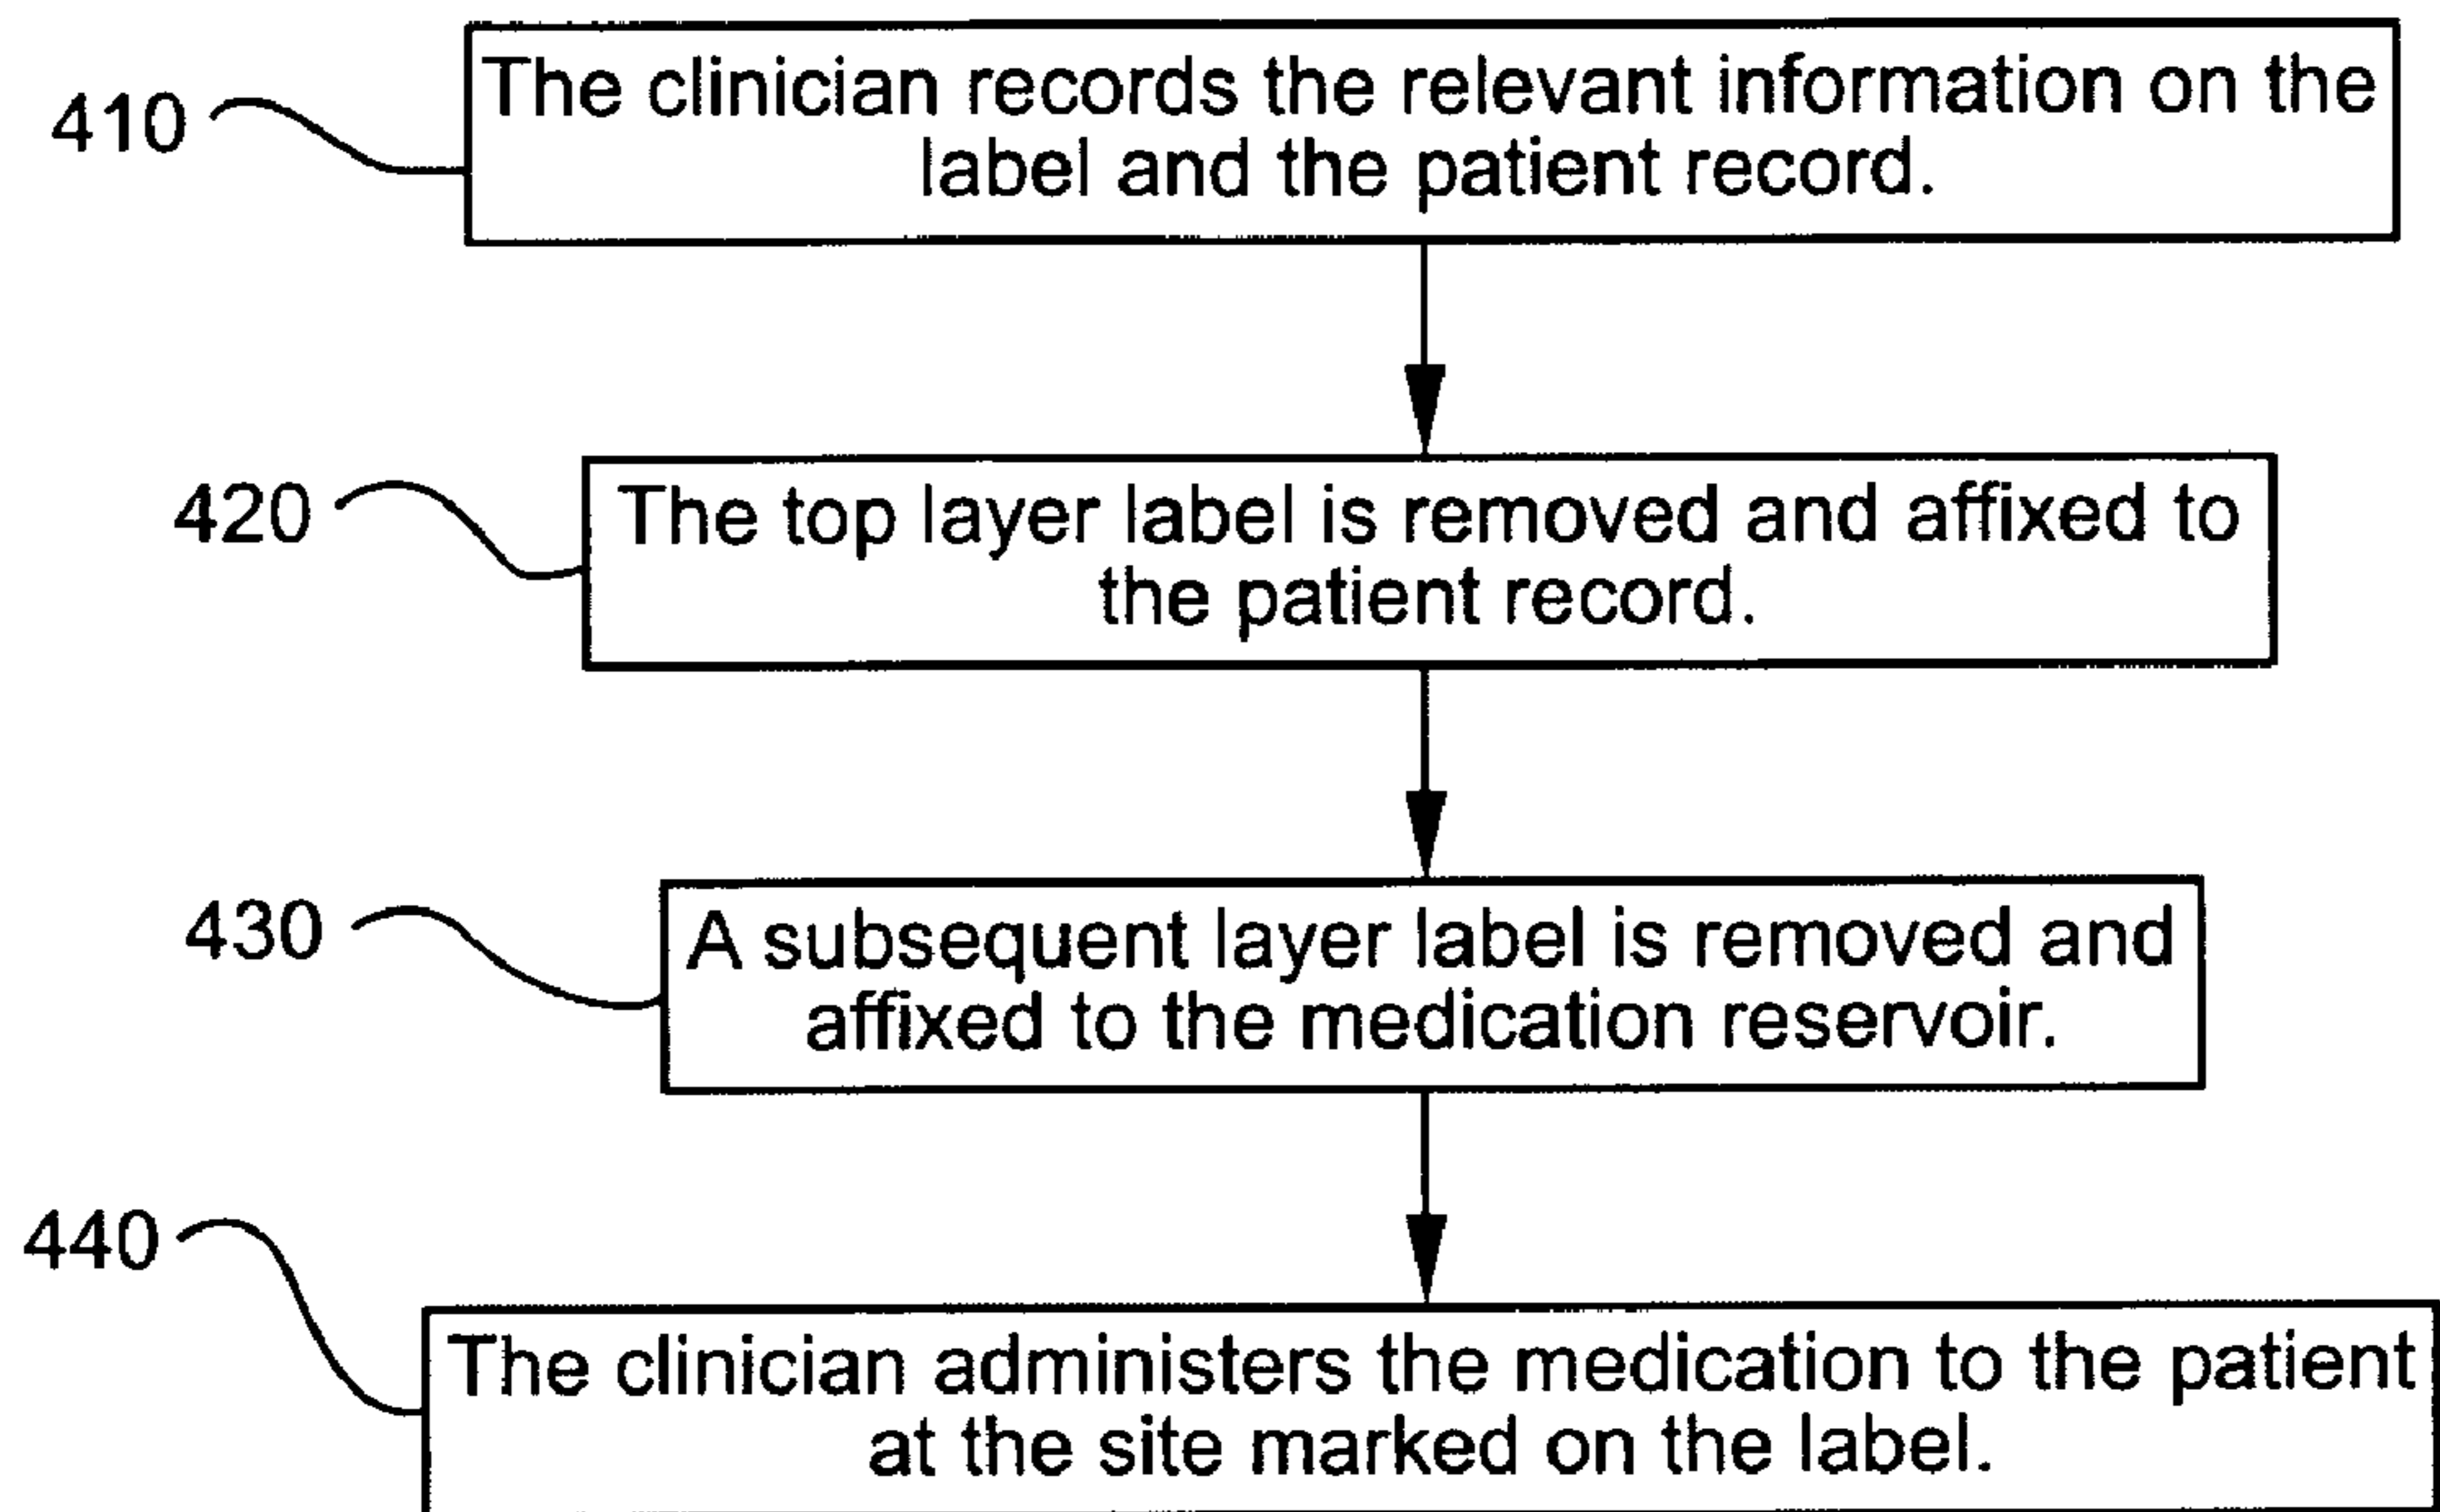 410
The clinician records the relevant information on the
label and the patient record.
420
The top layer label is removed and affixed to
the patient record.
430
A subsequent layer label is removed and
affixed to the medication reservoir.
440
The clinician administers the medication to the patient
at the site marked on the label.